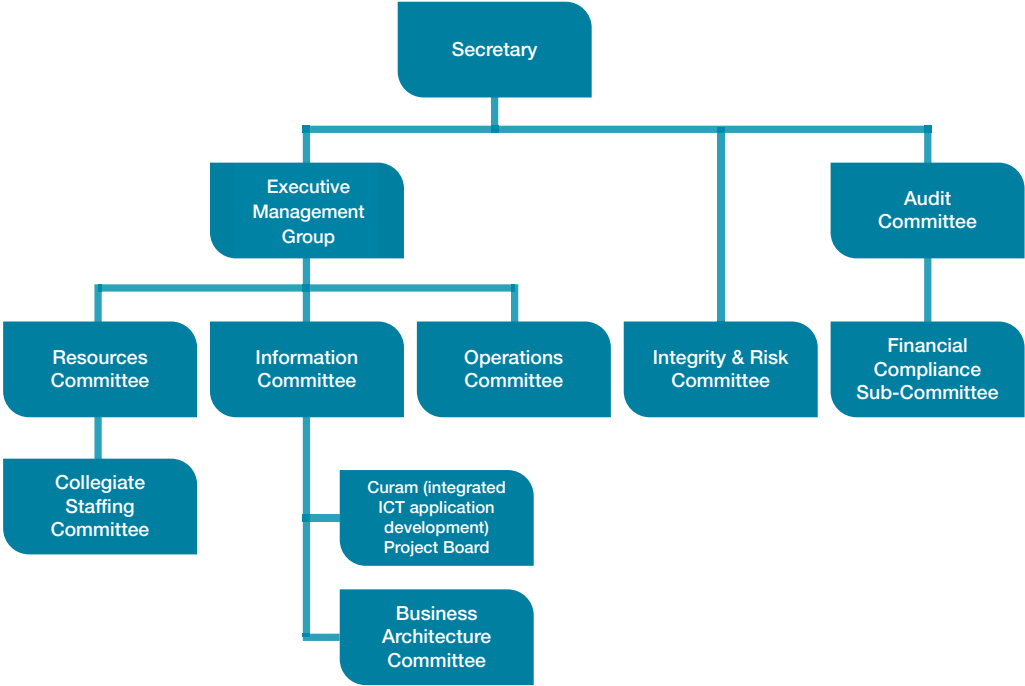 Secretary
Executive
Management
Group
Audit
Committee
Resources
Committee
Information
Committee
Operations
Committee
Integrity & Risk
Committee
Financial
Compliance
Sub-Committee
Collegiate
Staffing
Committee
Curam (integrated
ICT application
development)
Project Board
Business
Architecture
Committee